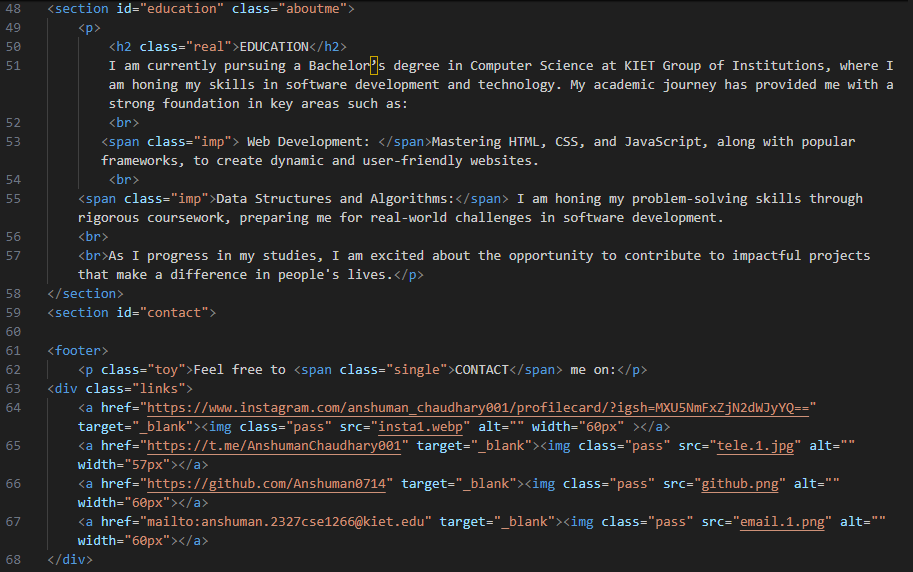 48 <section id="education" class="aboutme">
49 <p>
50 <h2 class="real">EDUCATION</h2>
51 I am currently pursuing a Bachelor’s degree in Computer Science at KIET Group of Institutions, where I
am honing my skills in software development and technology. My academic journey has provided me with a
strong foundation in key areas such as:
52 <br>
53 <span class="imp"> Web Development: </span>Mastering HTML, CSS, and JavaScript, along with popular
frameworks, to create dynamic and user-friendly websites.
54 <br>
55 <span class="imp">Data Structures and Algorithms:</span> I am honing my problem-solving skills through
rigorous coursework, preparing me for real-world challenges in software development.
56 <br>
57 <br>As I progress in my studies, I am excited about the opportunity to contribute to impactful projects
that make a difference in people's lives.</p>
58 </section>
59 <section id="contact">
60
61 <footer>
62 <p class="toy">Feel free to <span class="single">CONTACT</span> me on:</p>
63 <div class="links">
64 <a href="https://www.instagram.com/anshuman_chaudhary001/profilecard/?igsh=MXU5NmFxZjN2dWJyYQ=="
target="_blank"><img class="pass" src="insta1.webp" alt="" width="60px" ></a>
65 <a href="https://t.me/AnshumanChaudhary001" target="_blank"><img class="pass" src="tele.1.jpg" alt=""
width="57px"></a>
66 <a href="https://github.com/Anshuman0714" target="_blank"><img class="pass" src="github.png" alt=""
width="60px"></a>
67 <a href="mailto:anshuman.2327cse1266@kiet.edu" target="_blank"><img class="pass" src="email.1.png" alt=""
width="60px"></a>
68 </div>